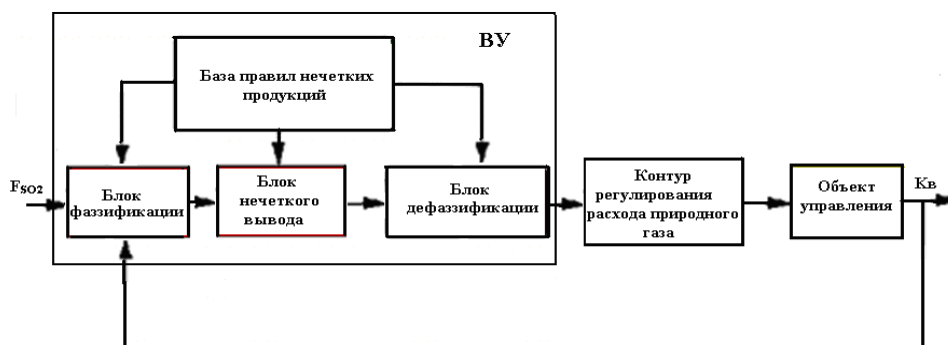 ВУ
База правил нечетких
продукций
F_SO2
Блок
фаззификации
Блок
нечеткого
вывода
Блок
дефаззификации
Контур
регулирования
расхода природного
газа
Объект
управления
Кв